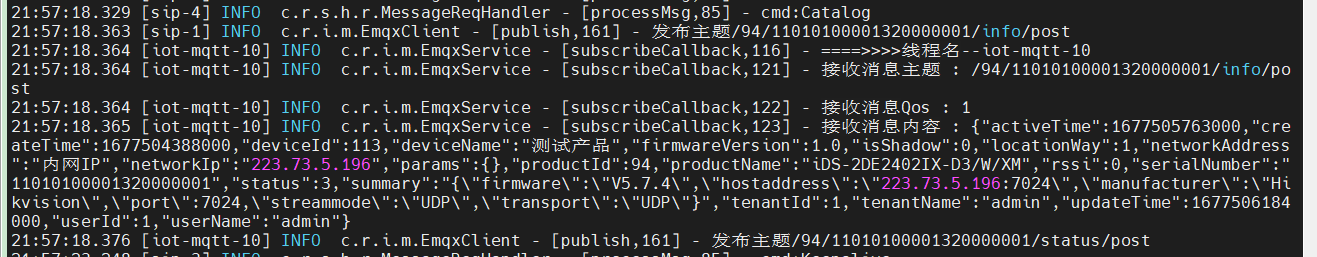 21:57:18.329 [sip-4] INFO  c.r.s.h.r.MessageReqHandler - [processMsg,85] - cmd:Catalog
21:57:18.363 [sip-1] INFO  c.r.i.m.EmqxClient - [publish,161] - 发布主题/94/11010100001320000001/info/post
21:57:18.364 [iot-mqtt-10] INFO  c.r.i.m.EmqxService - [subscribeCallback,116] - ====>>>>线程名--iot-mqtt-10
21:57:18.364 [iot-mqtt-10] INFO  c.r.i.m.EmqxService - [subscribeCallback,121] - 接收消息主题 : /94/11010100001320000001/info/po
st
21:57:18.364 [iot-mqtt-10] INFO  c.r.i.m.EmqxService - [subscribeCallback,122] - 接收消息Qos : 1
21:57:18.365 [iot-mqtt-10] INFO  c.r.i.m.EmqxService - [subscribeCallback,123] - 接收消息内容 : {"activeTime":1677505763000,"cre
ateTime":1677504388000,"deviceId":113,"deviceName":"测试产品","firmwareVersion":1.0,"isShadow":0,"locationWay":1,"networkAddress
":"内网IP","networkIp":"223.73.5.196","params":{},"productId":94,"productName":"iDS-2DE2402IX-D3/W/XM","rssi":0,"serialNumber":"
11010100001320000001","status":3,"summary":"{\"firmware\":\"V5.7.4\",\"hostaddress\":\"223.73.5.196:7024\",\"manufacturer\":\"Hi
kvision\",\"port\":7024,\"streammode\":\"UDP\",\"transport\":\"UDP\"}","tenantId":1,"tenantName":"admin","updateTime":1677506184
000,"userId":1,"userName":"admin"}
21:57:18.376 [iot-mqtt-10] INFO  c.r.i.m.EmqxClient - [publish,161] - 发布主题/94/11010100001320000001/status/post